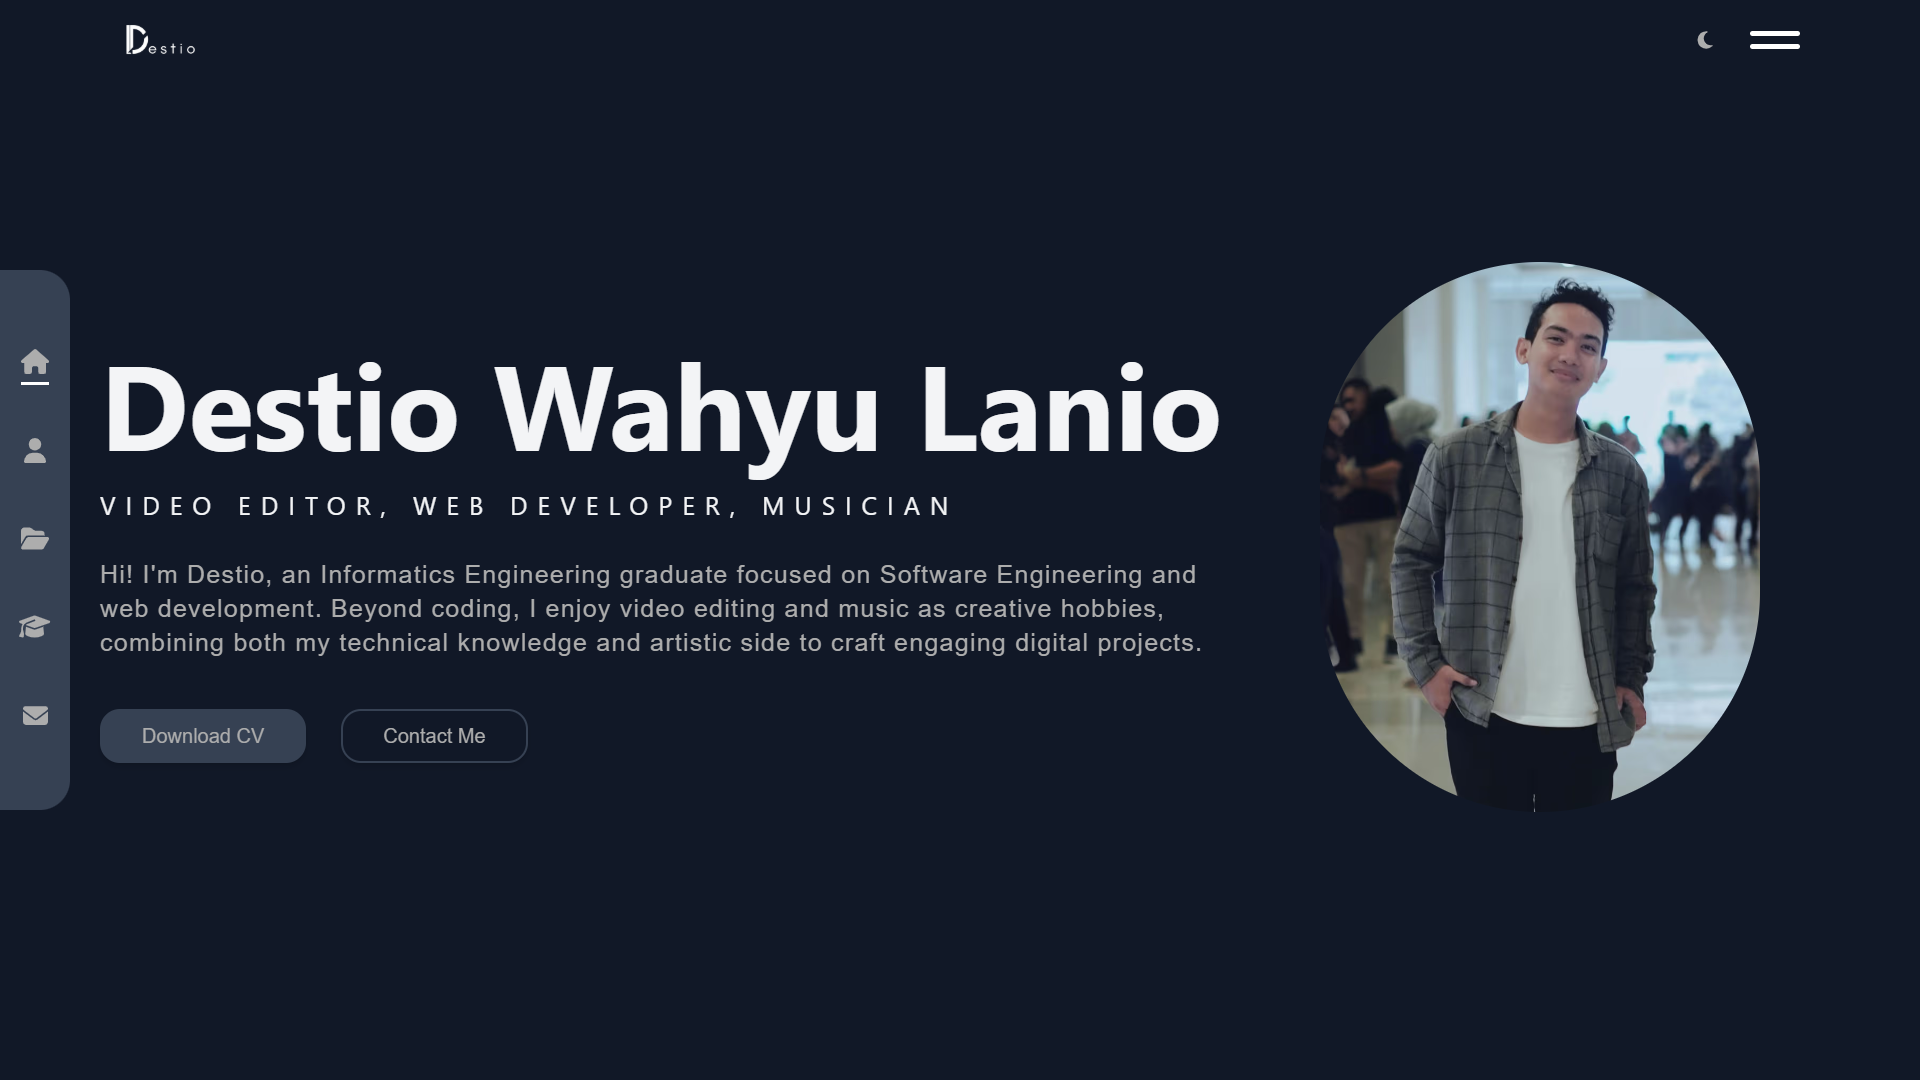 Destio
Destio Wahyu Lanio
VIDEO EDITOR, WEB DEVELOPER, MUSICIAN
Hi! I'm Destio, an Informatics Engineering graduate focused on Software Engineering and
web development. Beyond coding, I enjoy video editing and music as creative hobbies,
combining both my technical knowledge and artistic side to craft engaging digital projects.
Download CV
Contact Me